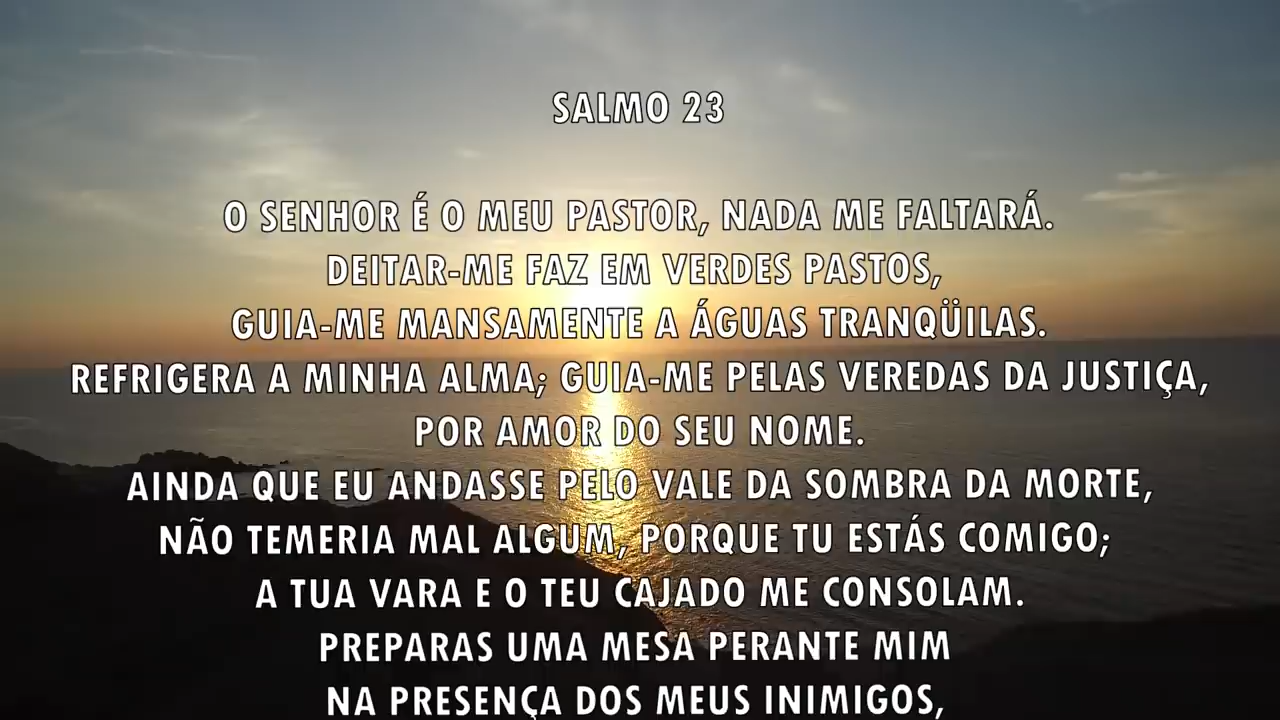 SALMO 23
O SENHOR É O MEU PASTOR, NADA ME FALTARÁ.
DEITAR-ME FAZ EM VERDES PASTOS,
GUIA-ME MANSAMENTE A ÁGUAS TRANQÜILAS.
REFRIGERA A MINHA ALMA; GUIA-ME PELAS VEREDAS DA JUSTIÇA,
POR AMOR DO SEU NOME.
AINDA QUE EU ANDASSE PELO VALE DA SOMBRA DA MORTE,
NÃO TEMERIA MAL ALGUM, PORQUE TU ESTÁS COMIGO;
A TUA VARA E O TEU CAJADO ME CONSOLAM.
PREPARAS UMA MESA PERANTE MIM
NA PRESENÇA DOS MEUS INIMIGOS,